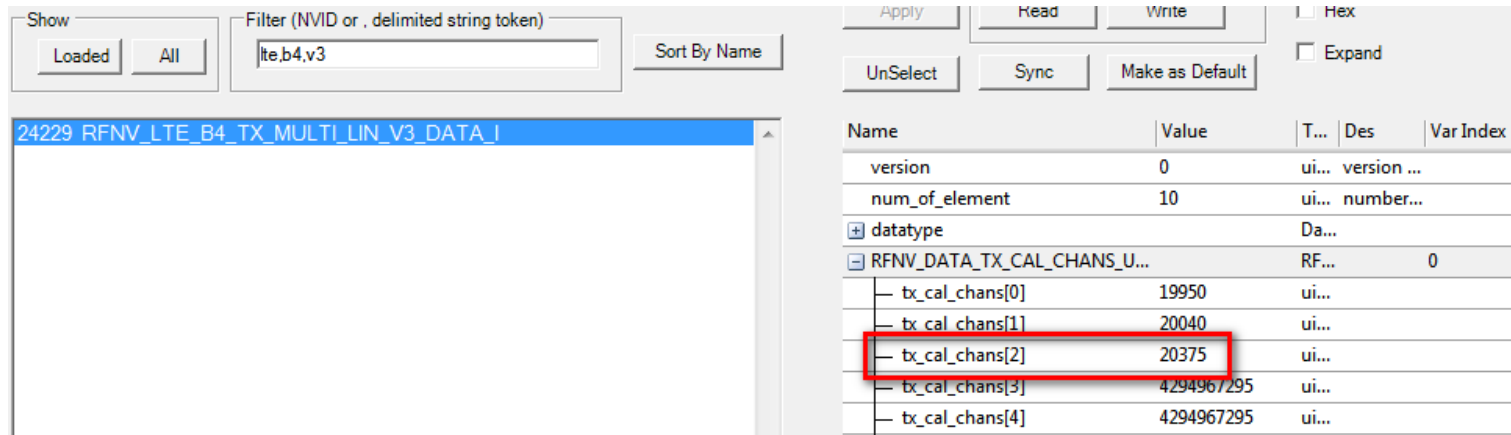 Show
Loaded
All
Filter (NVID or , delimited string token)
lte,b4,v3
Sort By Name
Apply
Read
Write
Hex
UnSelect
Sync
Make as Default
Expand
24229 RFNV_LTE_B4_TX_MULTI_LIN_V3_DATA_I
Name Value T... Des Var Index
version 0 ui... version ...
num_of_element 10 ui... number...
datatype Da...
RFNV_DATA_TX_CAL_CHANS_U... RF... 0
tx_cal_chans[0] 19950 ui...
tx_cal_chans[1] 20040 ui...
tx_cal_chans[2] 20375 ui...
tx_cal_chans[3] 4294967295 ui...
tx_cal_chans[4] 4294967295 ui...